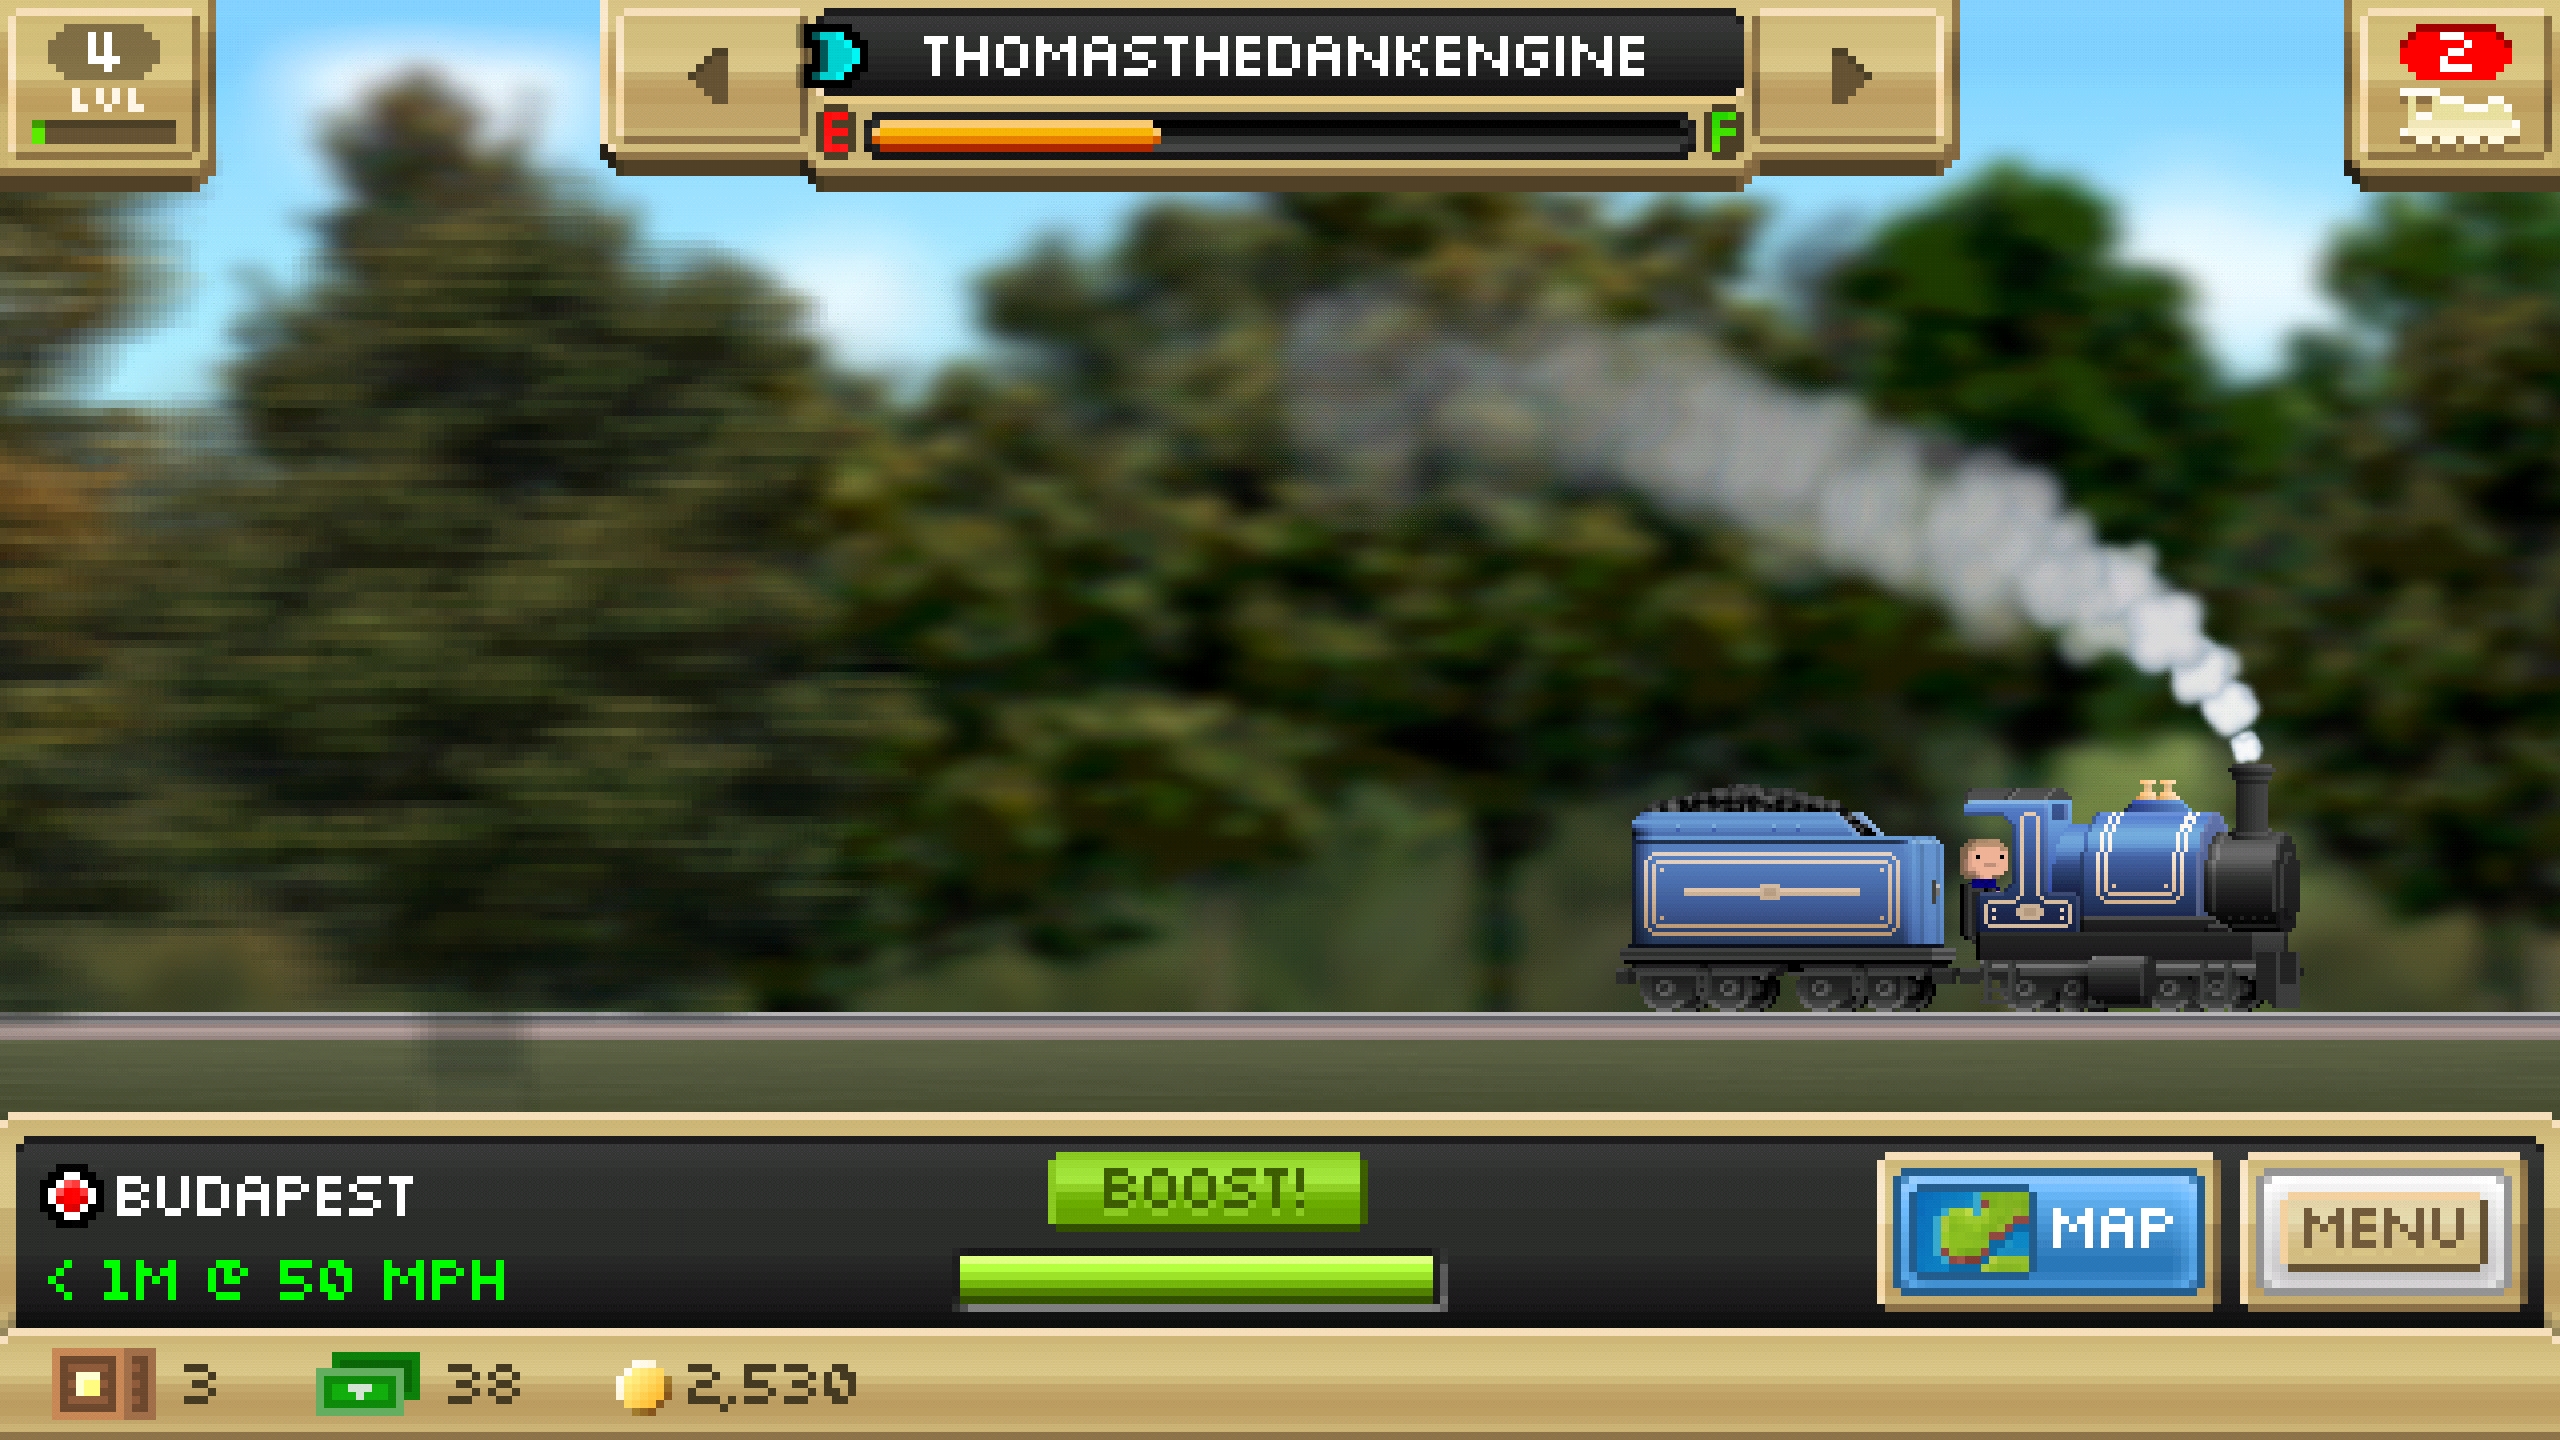 4
LVL
THOMASTHEDANKENGINE
E F
2
BUDAPEST
< 1M @ 50 MPH
BOOST!
MAP
MENU
3 38 2,530